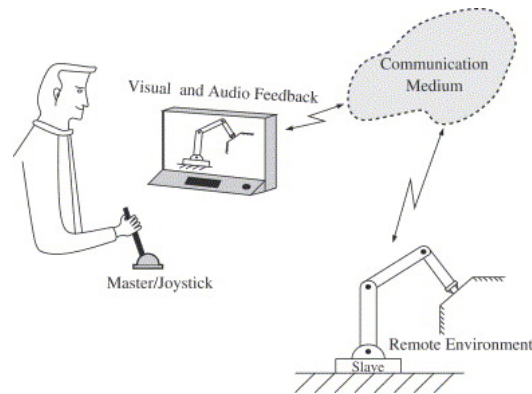 Communication
Medium
Visual and Audio Feedback
Master/Joystick
Remote Environment
Slave